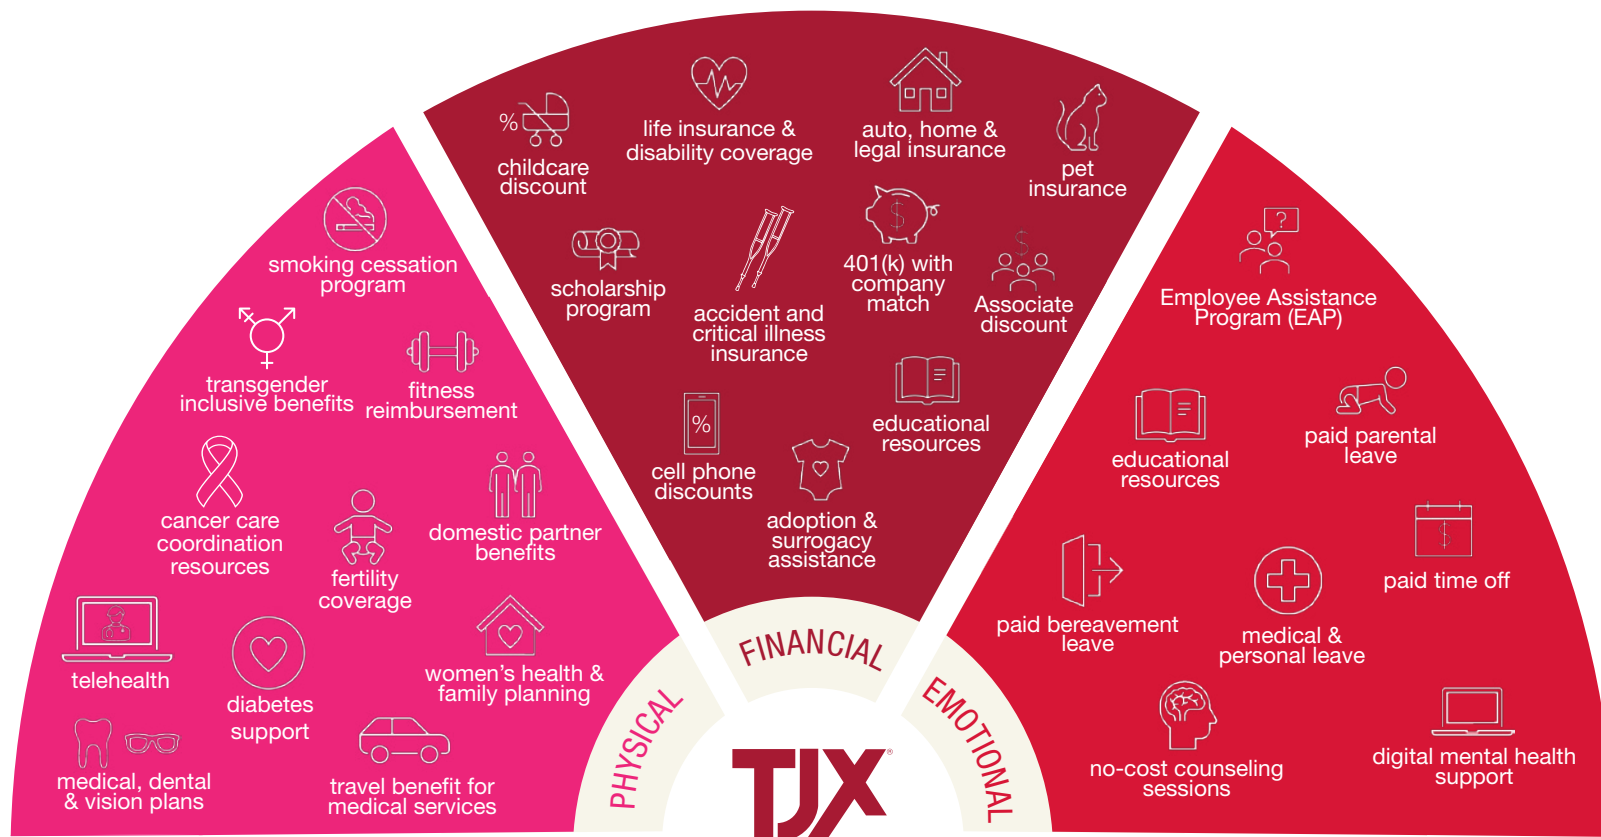 smoking cessation
program
transgender
inclusive benefits
fitness
reimbursement
cancer care
coordination
resources
fertility
coverage
domestic partner
benefits
telehealth
diabetes
support
women's health &
family planning
medical, dental
& vision plans
travel benefit for
medical services
PHYSICAL
%
childcare
discount
life insurance &
disability coverage
auto, home &
legal insurance
pet
insurance
scholarship
program
accident and
critical illness
insurance
$
401(k) with
company
match
$
Associate
discount
%
cell phone
discounts
adoption &
surrogacy
assistance
educational
resources
FINANCIAL
?
Employee Assistance
Program (EAP)
educational
resources
paid parental
leave
paid bereavement
leave
medical &
personal leave
$
paid time off
no-cost counseling
sessions
digital mental health
support
EMOTIONAL
TJX®